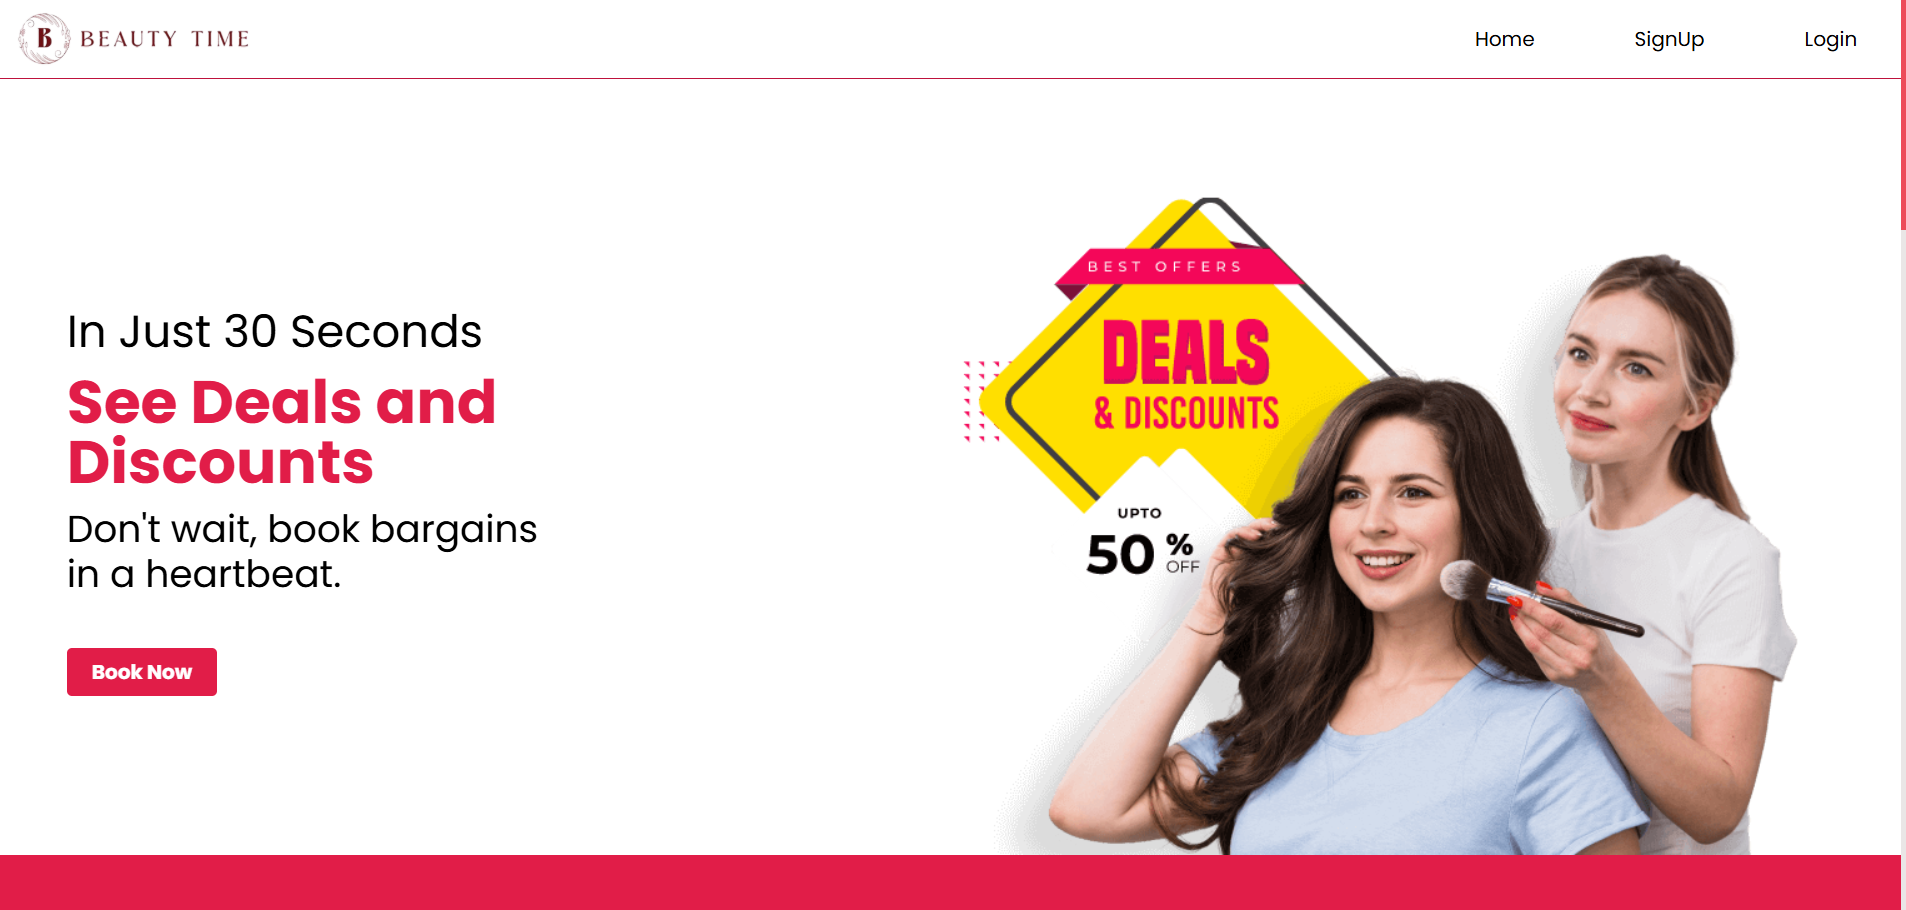 B BEAUTY TIME
Home SignUp Login
In Just 30 Seconds
See Deals and
Discounts
Don't wait, book bargains
in a heartbeat.
Book Now
BEST OFFERS
DEALS
& DISCOUNTS
UPTO
50 %
OFF